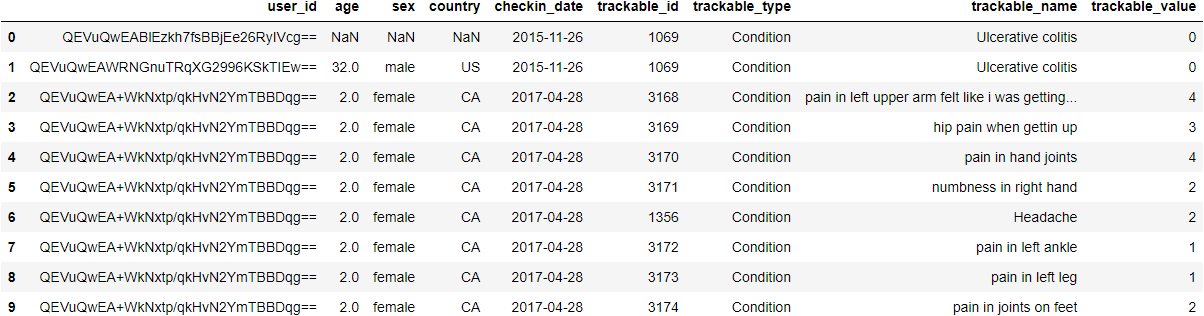 user_id age sex country checkin_date trackable_id trackable_type trackable_name trackable_value
0 QEVuQwEABlEzkh7fsBBjEe26RyIVcg== NaN NaN NaN 2015-11-26 1069 Condition Ulcerative colitis 0
1 QEVuQwEAWRNGnuTRqXG2996KSkTIEw== 32.0 male US 2015-11-26 1069 Condition Ulcerative colitis 0
2 QEVuQwEA+WkNxtp/qkHvN2YmTBBDqg== 2.0 female CA 2017-04-28 3168 Condition pain in left upper arm felt like i was getting... 4
3 QEVuQwEA+WkNxtp/qkHvN2YmTBBDqg== 2.0 female CA 2017-04-28 3169 Condition hip pain when gettin up 3
4 QEVuQwEA+WkNxtp/qkHvN2YmTBBDqg== 2.0 female CA 2017-04-28 3170 Condition pain in hand joints 4
5 QEVuQwEA+WkNxtp/qkHvN2YmTBBDqg== 2.0 female CA 2017-04-28 3171 Condition numbness in right hand 2
6 QEVuQwEA+WkNxtp/qkHvN2YmTBBDqg== 2.0 female CA 2017-04-28 1356 Condition Headache 2
7 QEVuQwEA+WkNxtp/qkHvN2YmTBBDqg== 2.0 female CA 2017-04-28 3172 Condition pain in left ankle 1
8 QEVuQwEA+WkNxtp/qkHvN2YmTBBDqg== 2.0 female CA 2017-04-28 3173 Condition pain in left leg 1
9 QEVuQwEA+WkNxtp/qkHvN2YmTBBDqg== 2.0 female CA 2017-04-28 3174 Condition pain in joints on feet 2